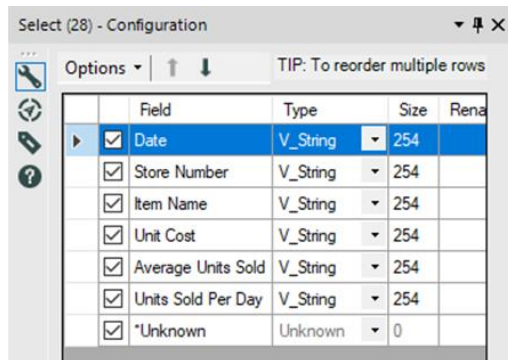 Select (28) - Configuration
Options TIP: To reorder multiple rows
Field Type Size Rena
Date V_String 254
Store Number V_String 254
Item Name V_String 254
Unit Cost V_String 254
Average Units Sold V_String 254
Units Sold Per Day V_String 254
*Unknown Unknown 0